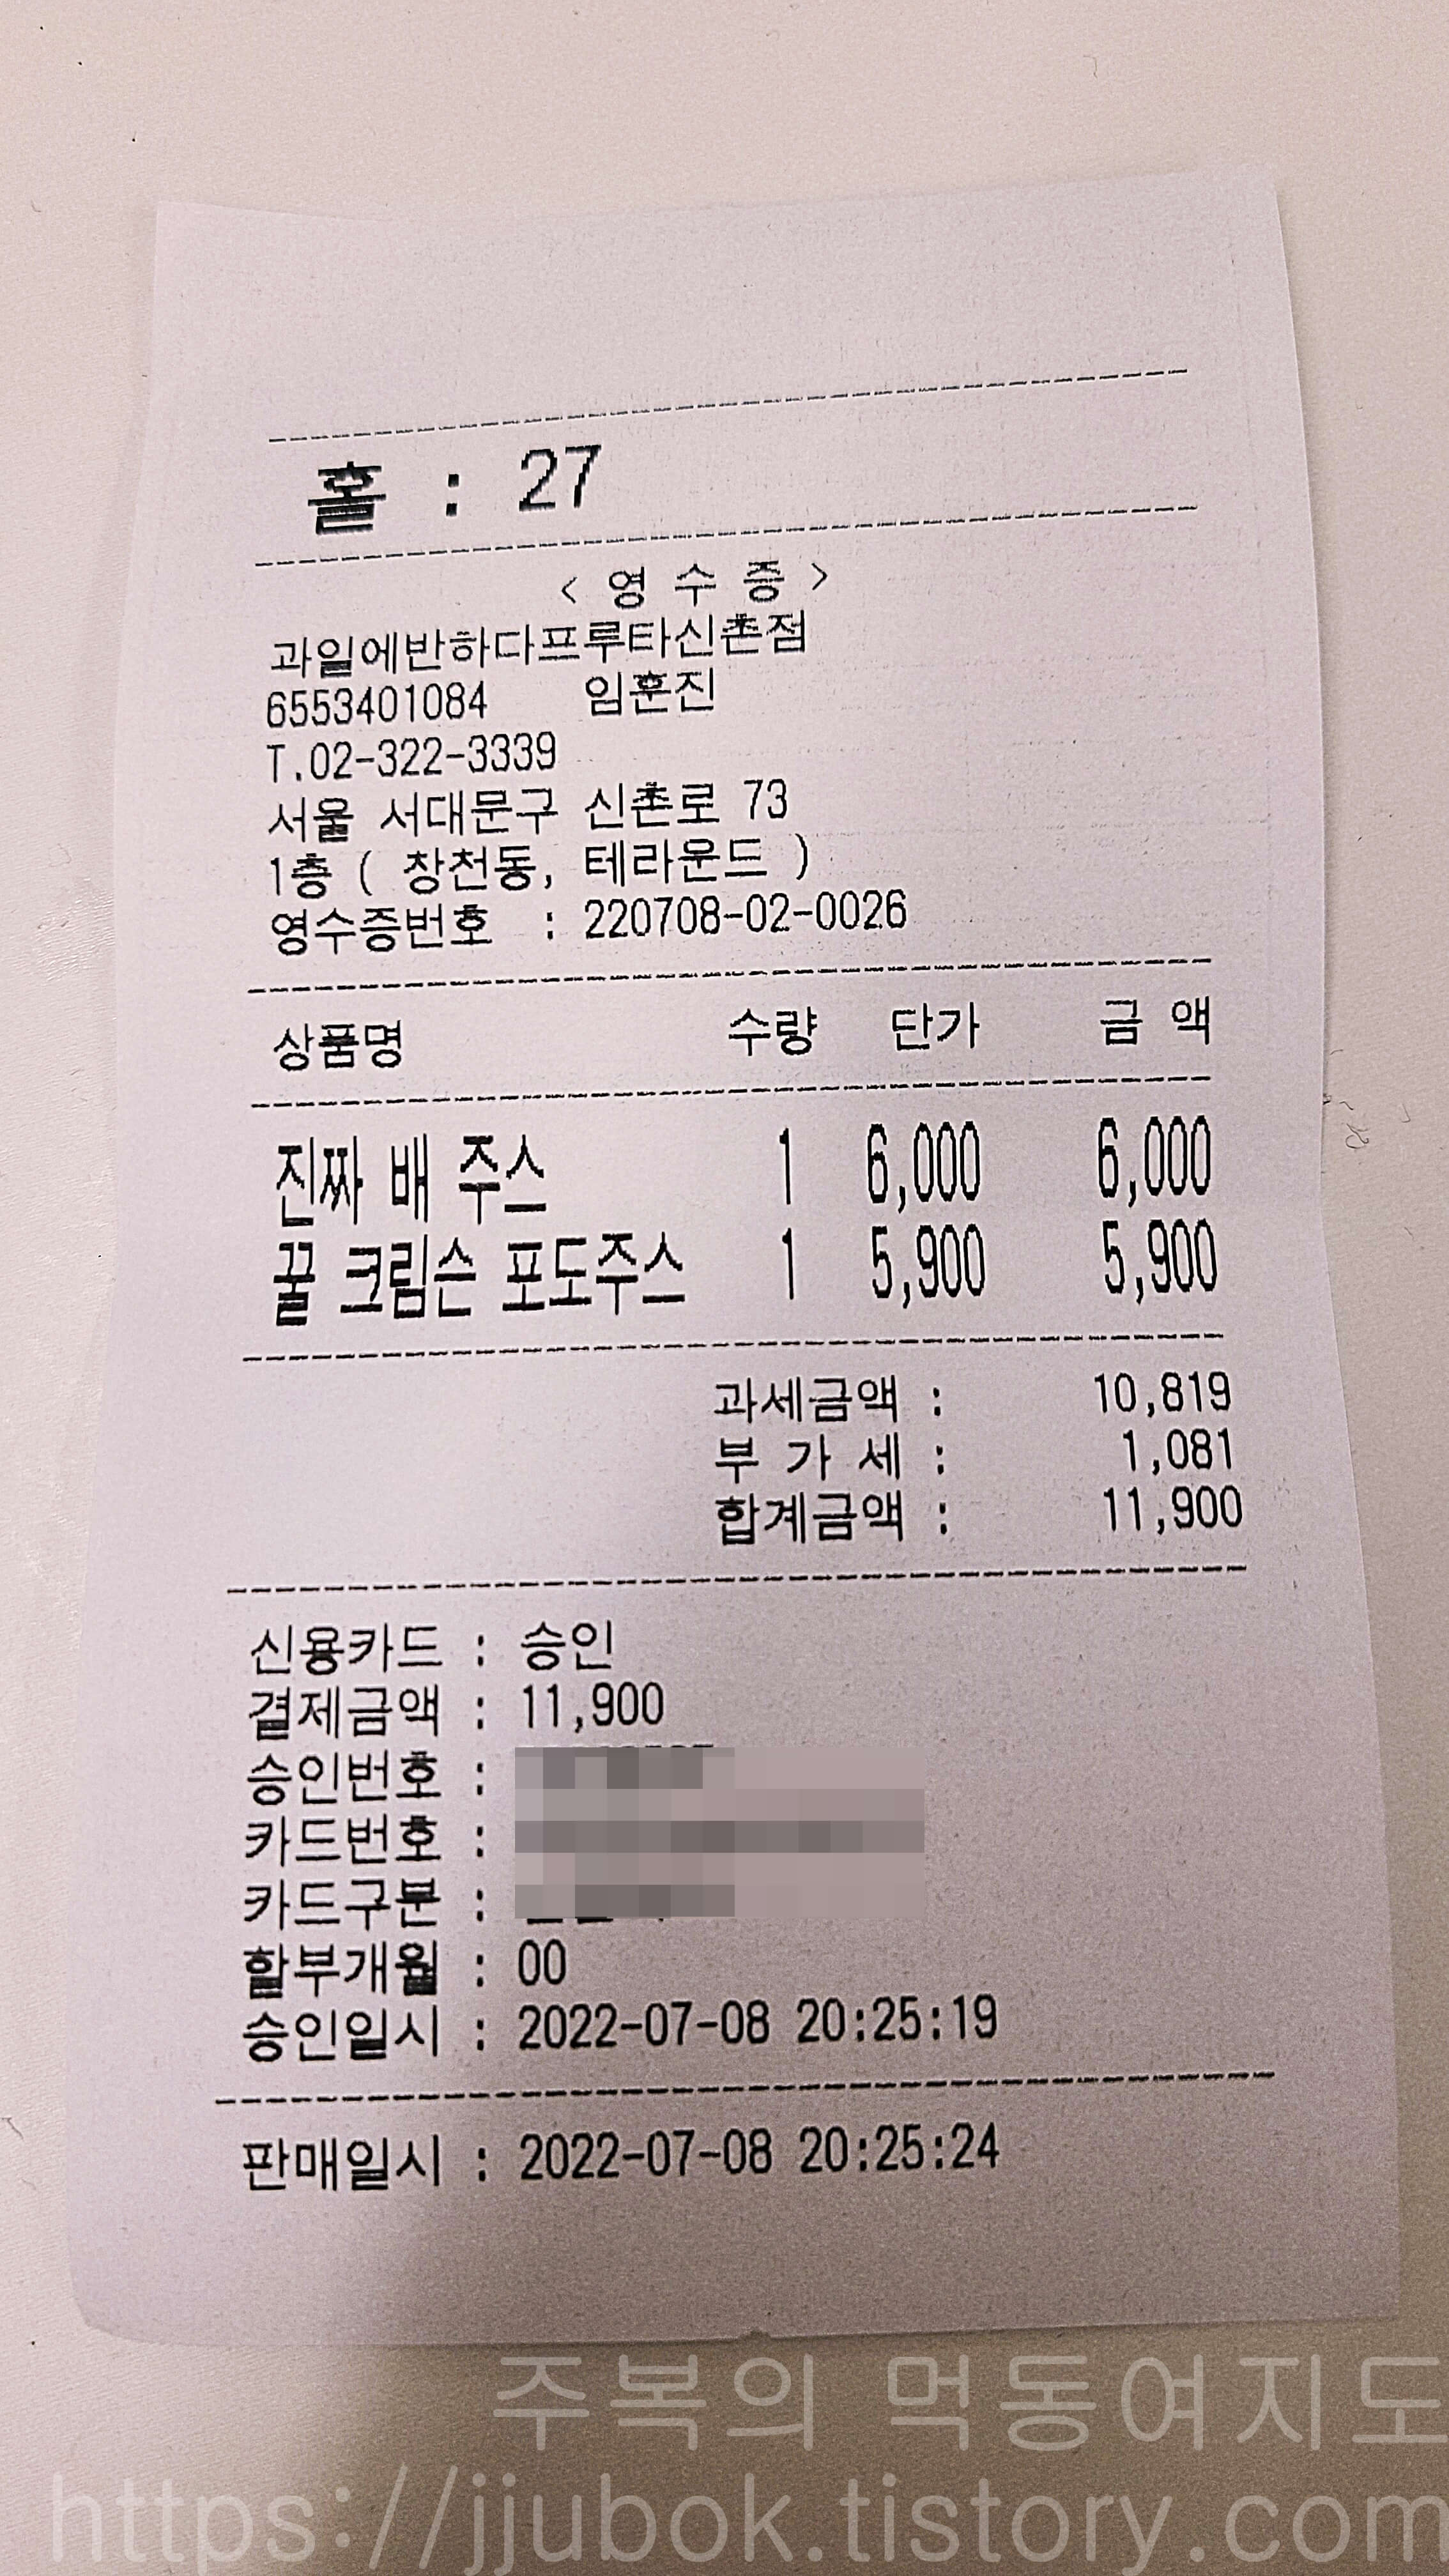 홀 : 27
< 영 수 증 >
과일에반하다프루타신촌점
6553401084 임훈진
T.02-322-3339
서울 서대문구 신촌로 73
1층 ( 창천동, 테라운드 )
영수증번호 : 220708-02-0026
상품명 수량 단가 금 액
진짜 배 주스 1 6,000 6,000
꿀 크림슨 포도주스 1 5,900 5,900
과세금액 : 10,819
부 가 세 : 1,081
합계금액 : 11,900
신용카드 : 승인
결제금액 : 11,900
승인번호 :
카드번호 :
카드구분 :
할부개월 : 00
승인일시 : 2022-07-08 20:25:19
판매일시 : 2022-07-08 20:25:24
주복의 먹동여지도
https://jjubok.tistory.com